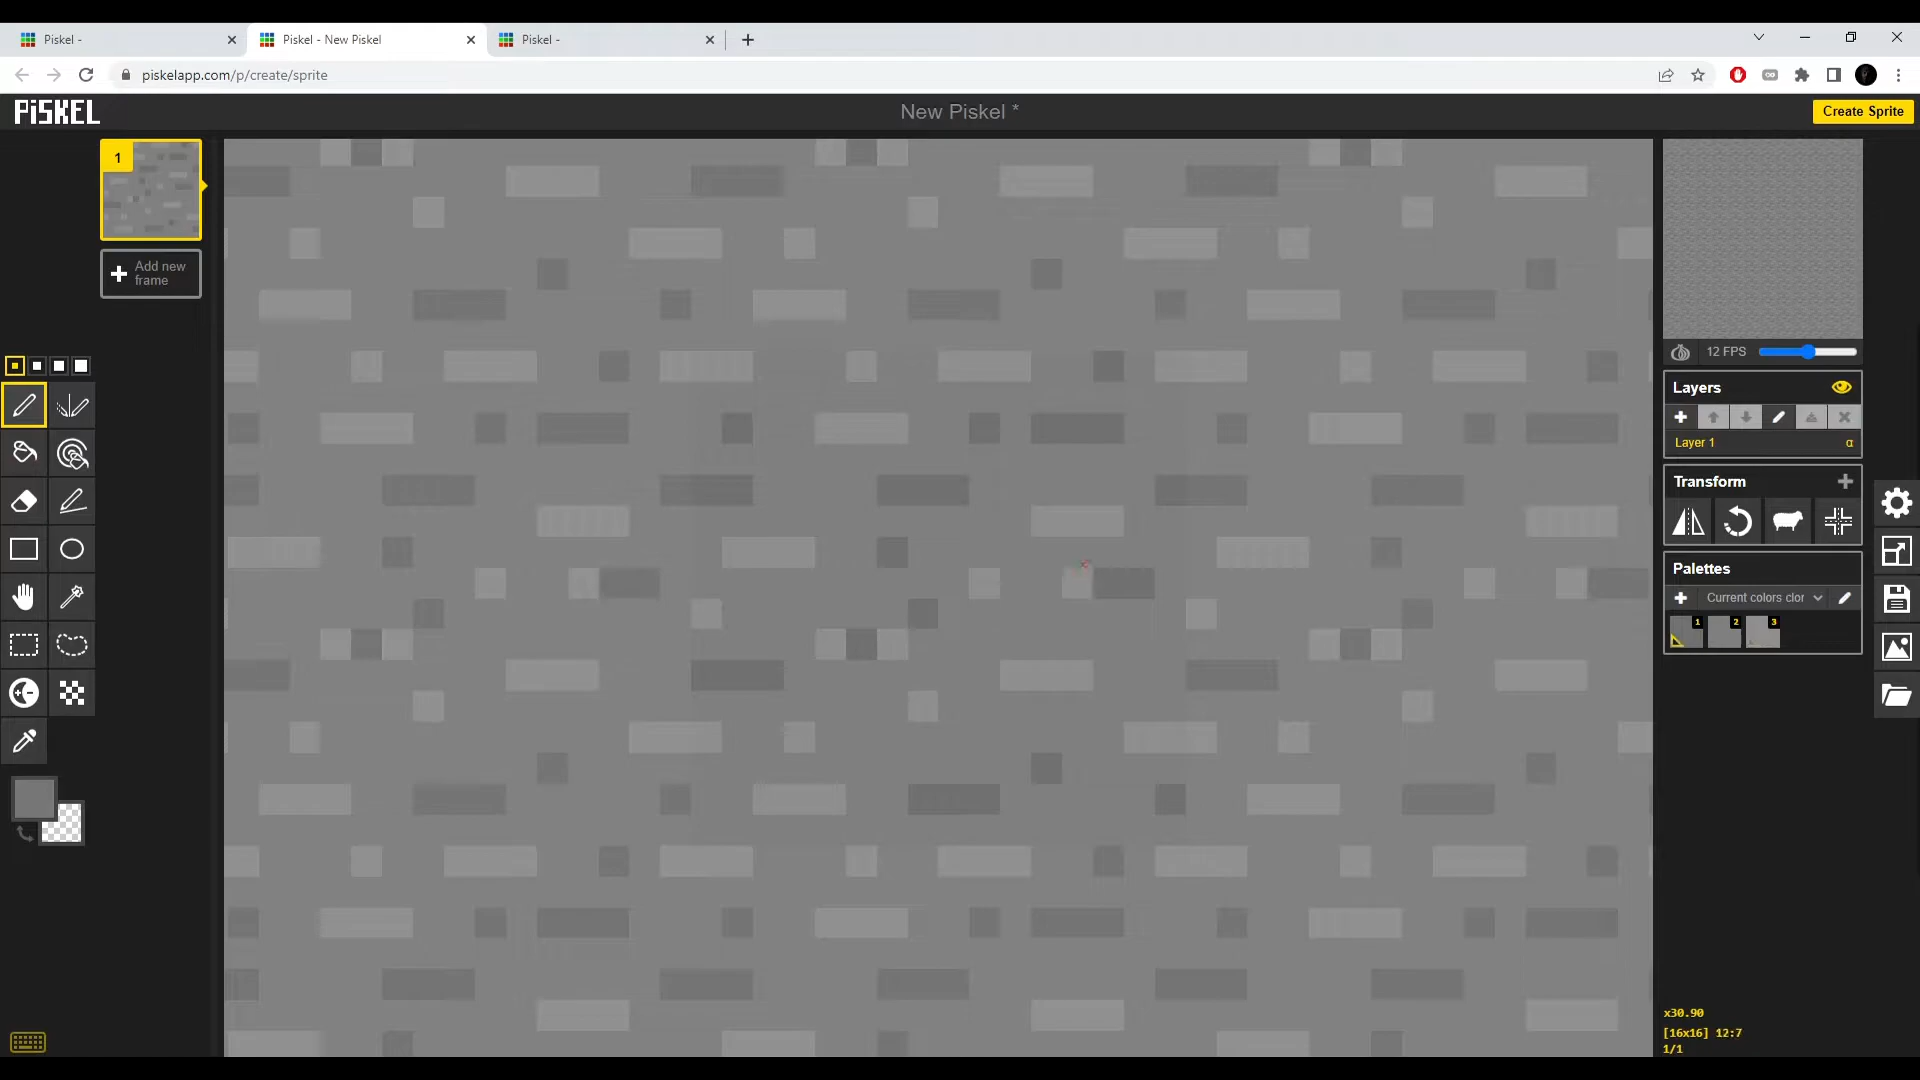 Piskel -
Piskel - New Piskel
Piskel -
piskelapp.com/p/create/sprite
PiSKEL
New Piskel *
Create Sprite
1
Add new
frame
12 FPS
Layers
Layer 1
α
Transform
Palettes
Current colors clor
1
2
3
x30.90
[16x16] 12:7
1/1